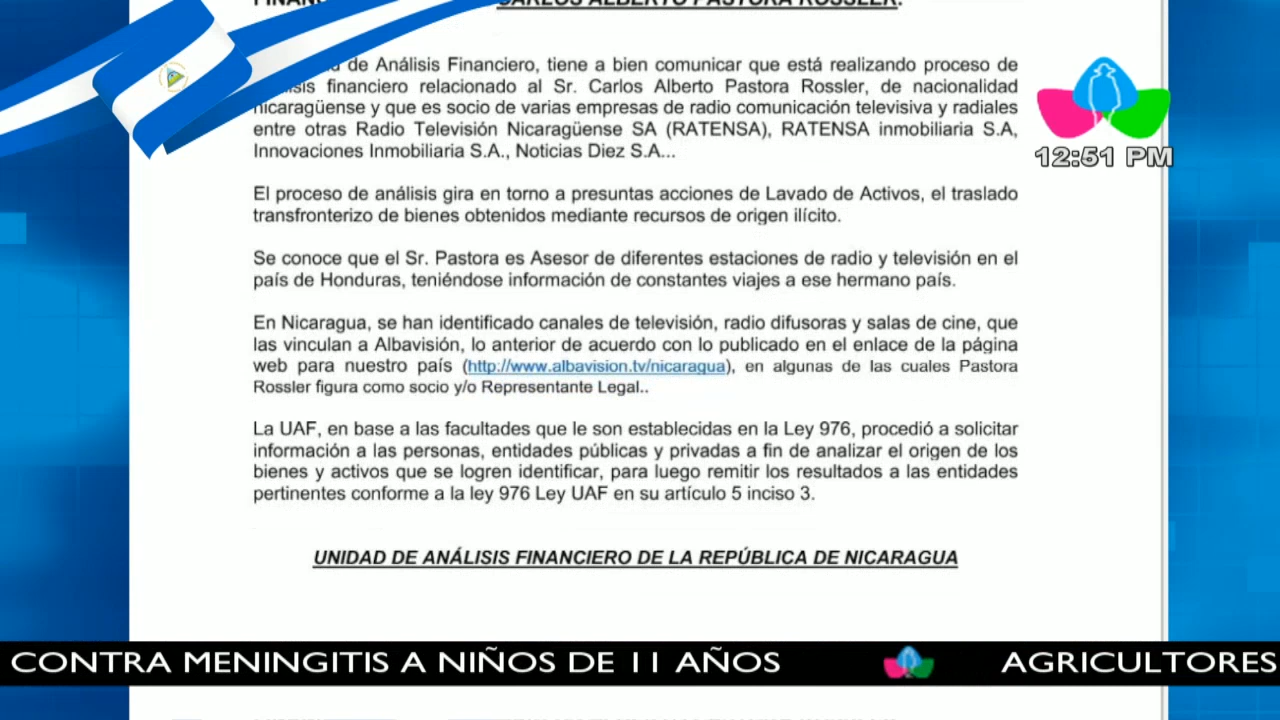 CARLOS ALBERTO PASTORA ROSSLER.
de Análisis Financiero, tiene a bien comunicar que está realizando proceso de
financiero relacionado al Sr. Carlos Alberto Pastora Rossler, de nacionalidad
nicaragüense y que es socio de varias empresas de radio comunicación televisiva y radiales
entre otras Radio Televisión Nicaragüense SA (RATENSA), RATENSA inmobiliaria S.A,
Innovaciones Inmobiliaria S.A., Noticias Diez S.A...
12:51 PM
El proceso de análisis gira en torno a presuntas acciones de Lavado de Activos, el traslado
transfronterizo de bienes obtenidos mediante recursos de origen ilícito.
Se conoce que el Sr. Pastora es Asesor de diferentes estaciones de radio y televisión en el
país de Honduras, teniéndose información de constantes viajes a ese hermano país.
En Nicaragua, se han identificado canales de televisión, radio difusoras y salas de cine, que
las vinculan a Albavisión, lo anterior de acuerdo con lo publicado en el enlace de la página
web para nuestro país (http://www.albavision.tv/nicaragua), en algunas de las cuales Pastora
Rossler figura como socio y/o Representante Legal..
La UAF, en base a las facultades que le son establecidas en la Ley 976, procedió a solicitar
información a las personas, entidades públicas y privadas a fin de analizar el origen de los
bienes y activos que se logren identificar, para luego remitir los resultados a las entidades
pertinentes conforme a la ley 976 Ley UAF en su artículo 5 inciso 3.
UNIDAD DE ANÁLISIS FINANCIERO DE LA REPÚBLICA DE NICARAGUA
CONTRA MENINGITIS A NIÑOS DE 11 AÑOS AGRICULTORES